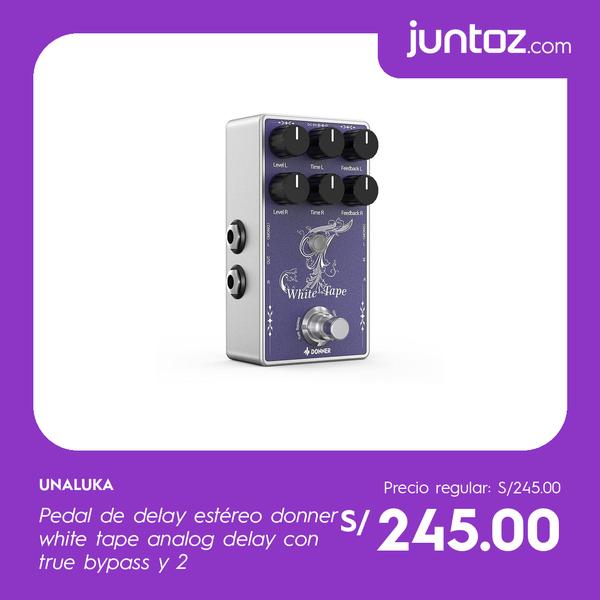 juntoz.com
Level L Time L Feedback L
Level R Time R Feedback R
OUT
White Tape
DONNER
UNALUKA
Pedal de delay estéreo donner
white tape analog delay con
true bypass y 2
Precio regular: S/245.00
S/ 245.00